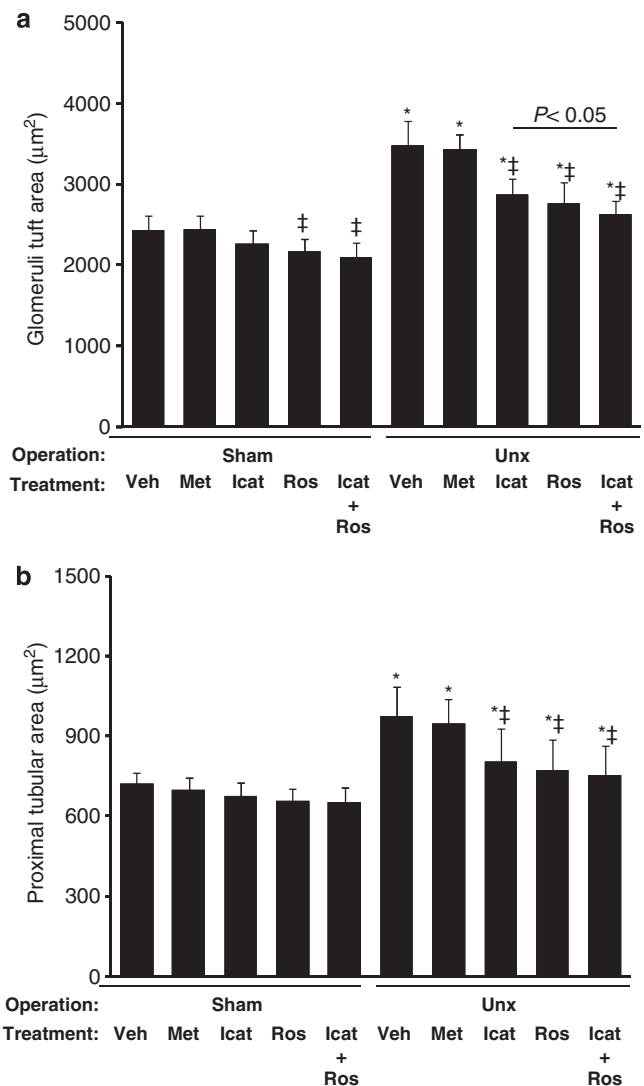 a
Glomeruli tuft area (μm²)
5000
4000
3000
2000
1000
0
‡ ‡ * * *‡ *‡ *‡
P< 0.05
Operation: Sham Unx
Treatment: Veh Met Icat Ros Icat Veh Met Icat Ros Icat
+ +
Ros Ros
b
Proximal tubular area (μm²)
1500
1200
900
600
300
0
* * *‡ *‡ *‡
Operation: Sham Unx
Treatment: Veh Met Icat Ros Icat Veh Met Icat Ros Icat
+ +
Ros Ros